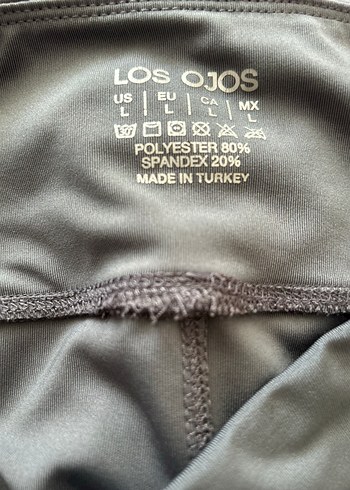 LOS OJOS
US | EU | CA | MX
L | L | L | L
POLYESTER 80%
SPANDEX 20%
MADE IN TURKEY